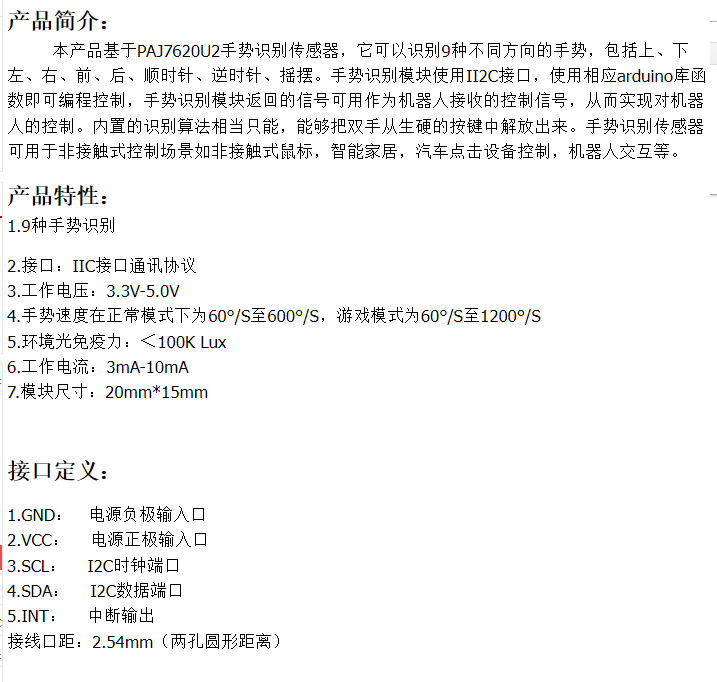 产品简介：
本产品基于PAJ7620U2手势识别传感器，它可以识别9种不同方向的手势，包括上、下
左、右、前、后、顺时针、逆时针、摇摆。手势识别模块使用II2C接口，使用相应arduino库函
数即可编程控制，手势识别模块返回的信号可用作为机器人接收的控制信号，从而实现对机器
人的控制。内置的识别算法相当只能，能够把双手从生硬的按键中解放出来。手势识别传感器
可用于非接触式控制场景如非接触式鼠标，智能家居，汽车点击设备控制，机器人交互等。
产品特性：
1.9种手势识别
2.接口：IIC接口通讯协议
3.工作电压：3.3V-5.0V
4.手势速度在正常模式下为60°/S至600°/S，游戏模式为60°/S至1200°/S
5.环境光免疫力：＜100K Lux
6.工作电流：3mA-10mA
7.模块尺寸：20mm*15mm
接口定义：
1.GND： 电源负极输入口
2.VCC： 电源正极输入口
3.SCL： I2C时钟端口
4.SDA： I2C数据端口
5.INT： 中断输出
接线口距：2.54mm（两孔圆形距离）